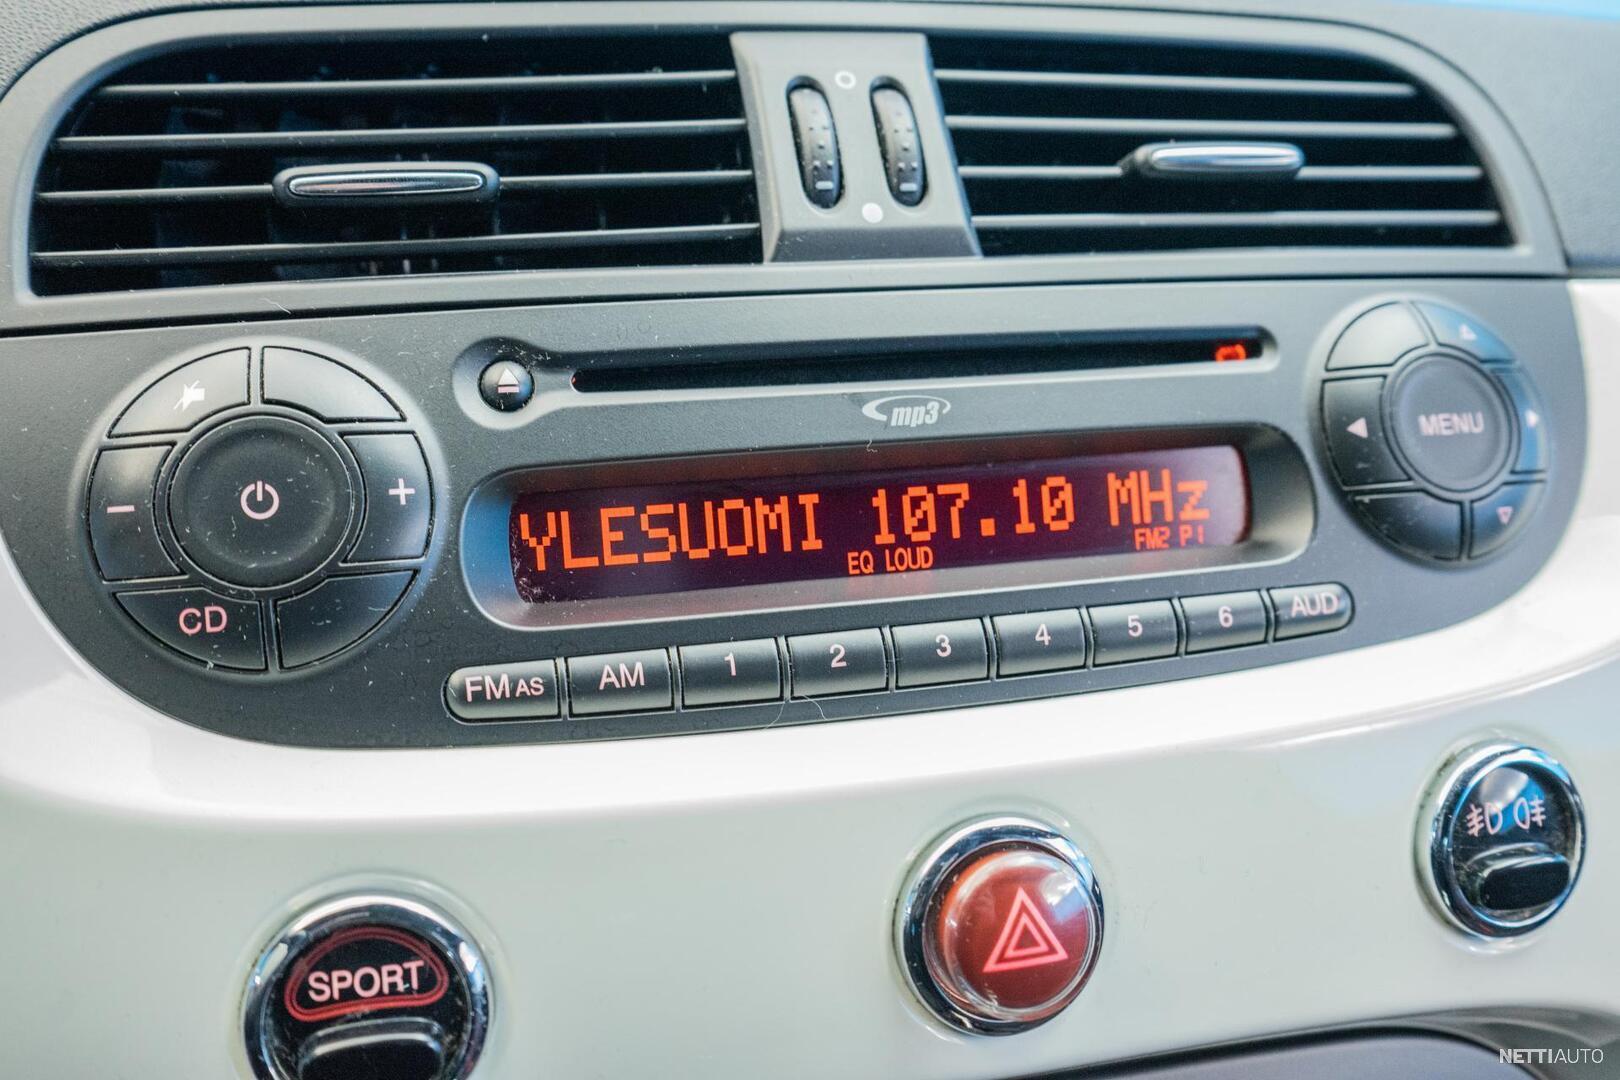 mp3
MENU
YLESUOMI 107.10 MHz
EQ LOUD FM2 P1
CD
FM AS AM 1 2 3 4 5 6 AUD
SPORT
NETTIAUTO